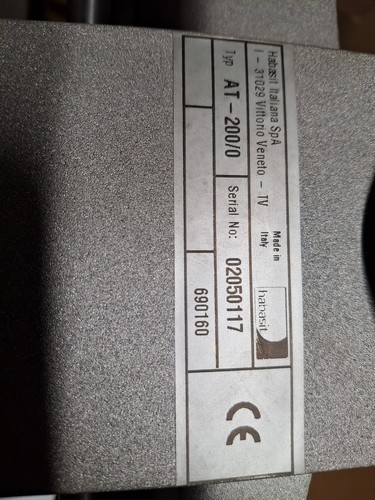 Habasit Italiana SpA
I - 31029 Vittorio Veneto - TV
Made in
Italy
habasit
Typ AT - 200/0 Serial No: 02050117
690160
CE